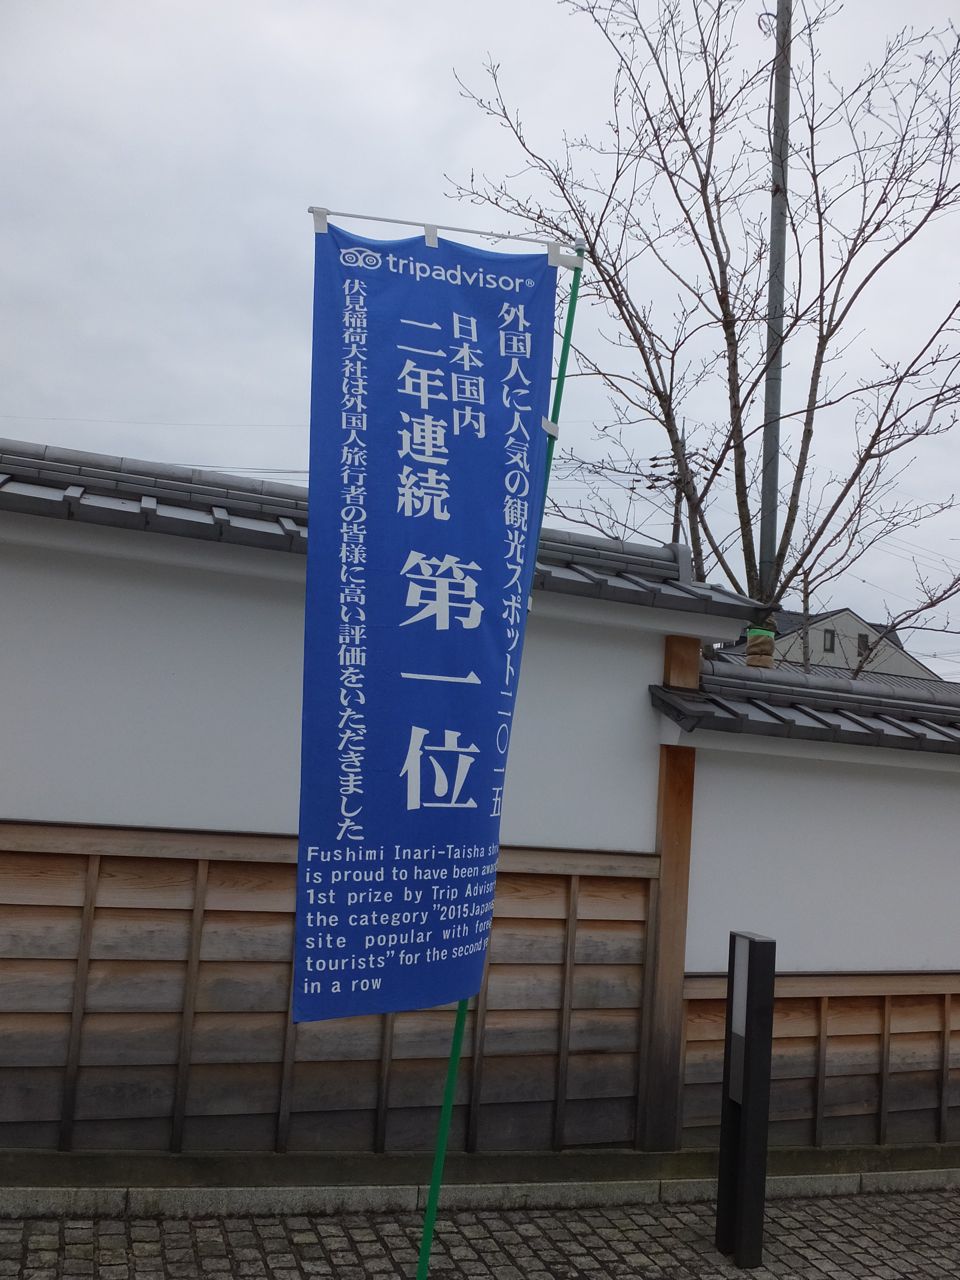 tripadvisor®
外国人に人気の観光スポット二〇一五
日本国内
二年連続
第一位
伏見稲荷大社は外国人旅行者の皆様に高い評価をいただきました
Fushimi Inari-Taisha
is proud to have been
1st prize by Trip Advisor
the category "2015
site popular with
tourists" for the second
in a row